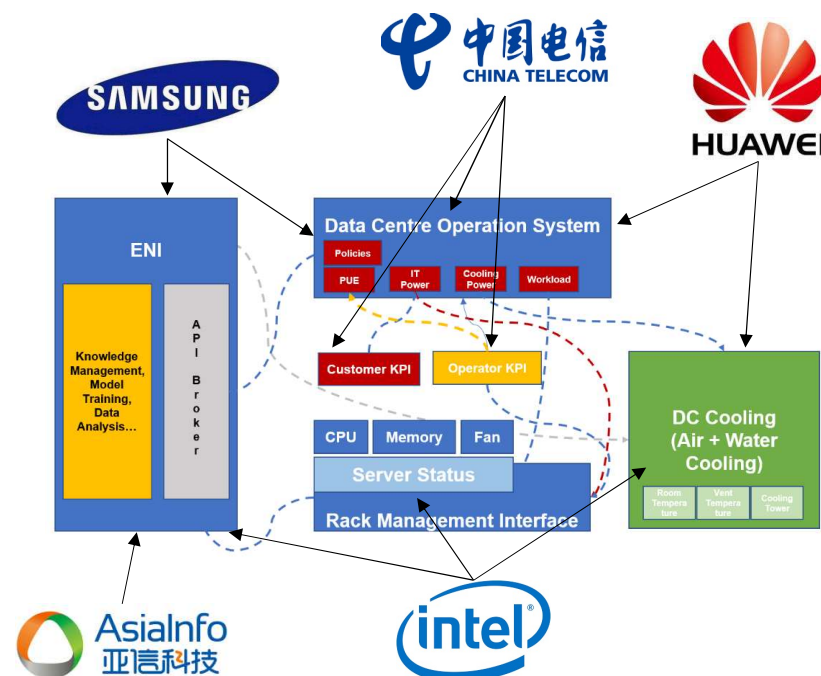 SAMSUNG
中国电信
CHINA TELECOM
HUAWEI
ENI
Knowledge
Management,
Model
Training,
Data
Analysis…
API Broker
Data Centre Operation System
Policies
PUE
IT
Power
Cooling
Power
Workload
Customer KPI
Operator KPI
CPU
Memory
Fan
Server Status
Rack Management Interface
DC Cooling
(Air + Water
Cooling)
Room
Tempera
ture
Vent
Tempera
ture
Cooling
Tower
AsiaInfo
亚信科技
intel®